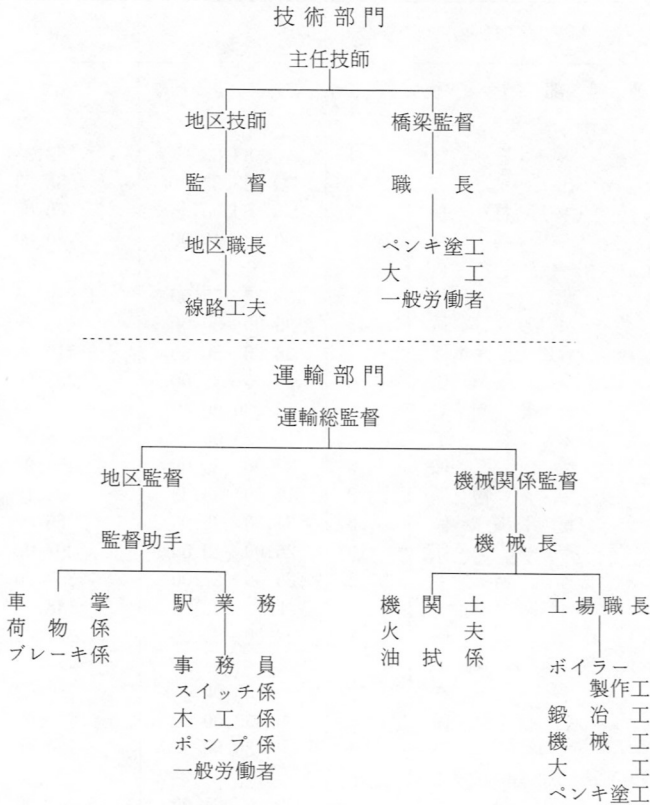 技術部門
主任技師
地区技師
橋梁監督
監督
職長
地区職長
ペンキ塗工
大工
一般労働者
線路工夫
運輸部門
運輸総監督
地区監督
機械関係監督
監督助手
機械長
車掌
荷物係
ブレーキ係
駅業務
事務員
スイッチ係
木工係
ポンプ係
一般労働者
機関士
火夫
油拭係
工場職長
ボイラー
製作工
鍛冶工
機械工
大工
ペンキ塗工